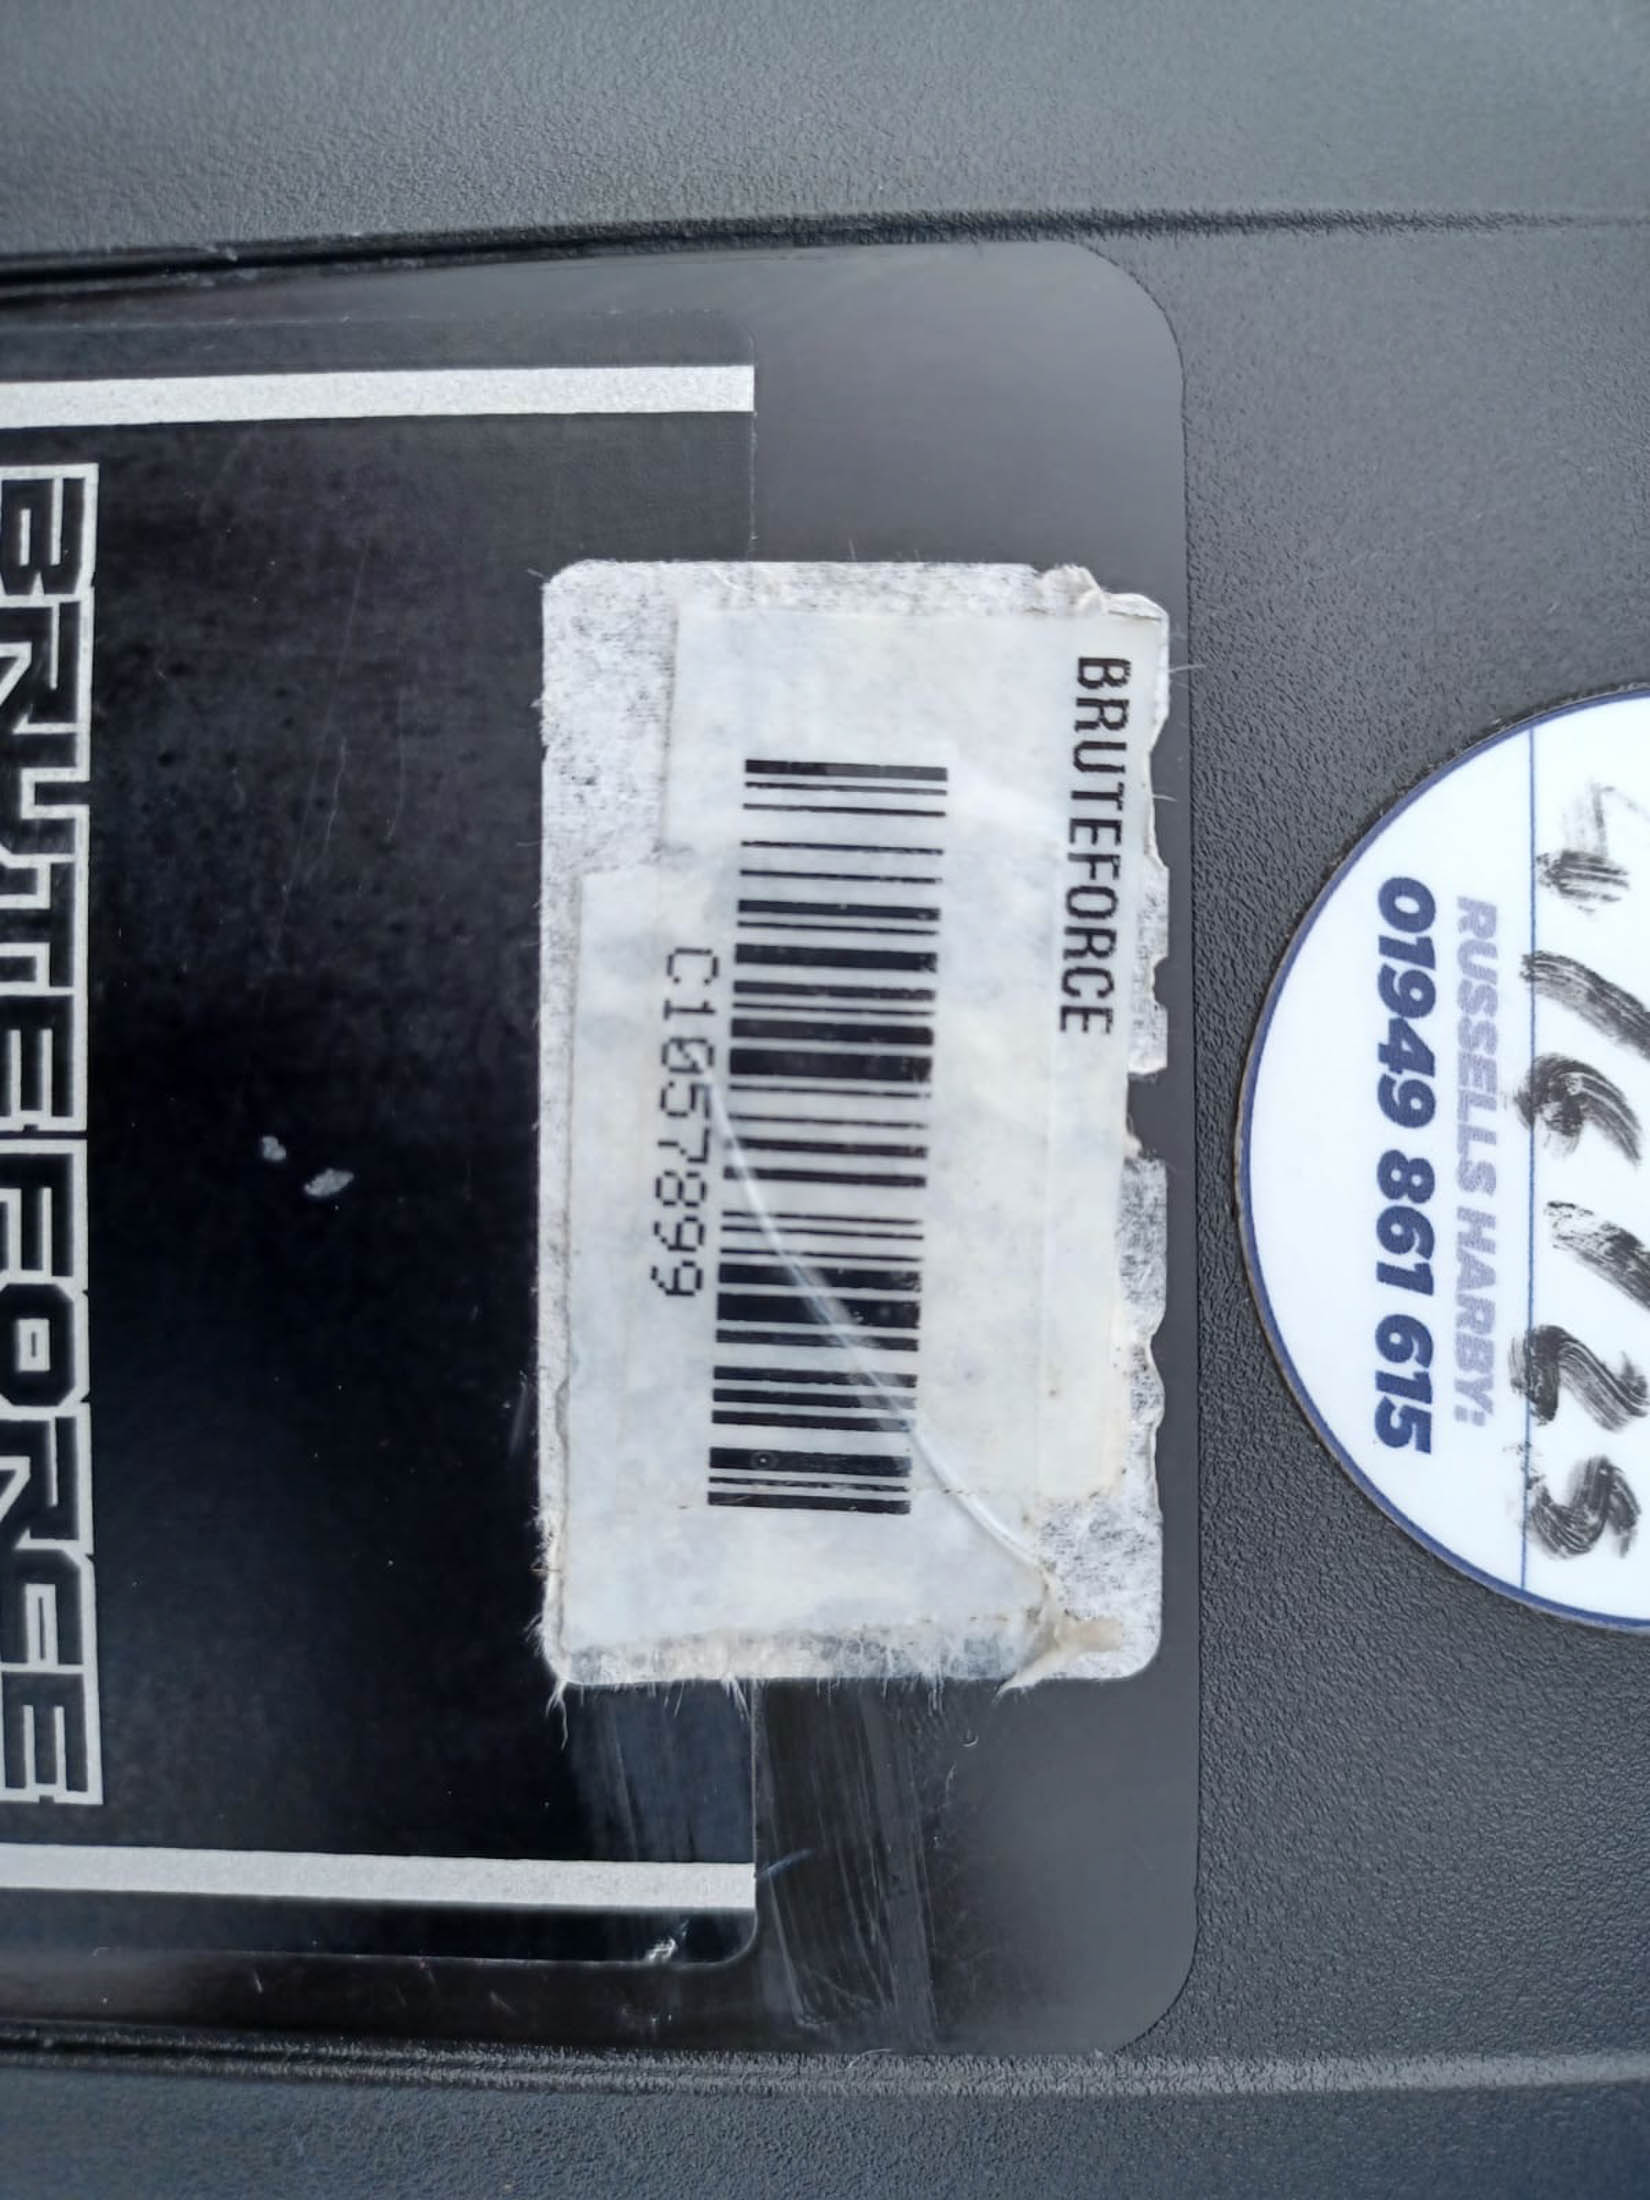 BRUTEFORCE
C1057899
BRUTEFORCE
RUSSELLS HARBY:
01949 861 615